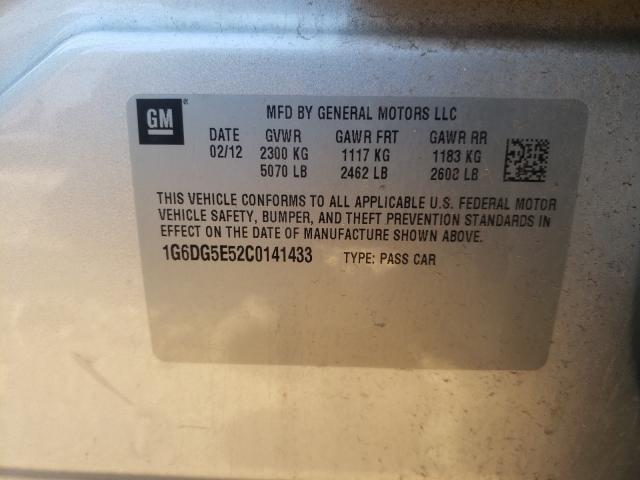 GM ®
MFD BY GENERAL MOTORS LLC
DATE GVWR GAWR FRT GAWR RR
02/12 2300 KG 1117 KG 1183 KG
5070 LB 2462 LB 2608 LB
THIS VEHICLE CONFORMS TO ALL APPLICABLE U.S. FEDERAL MOTOR
VEHICLE SAFETY, BUMPER, AND THEFT PREVENTION STANDARDS IN
EFFECT ON THE DATE OF MANUFACTURE SHOWN ABOVE.
1G6DG5E52C0141433 TYPE: PASS CAR